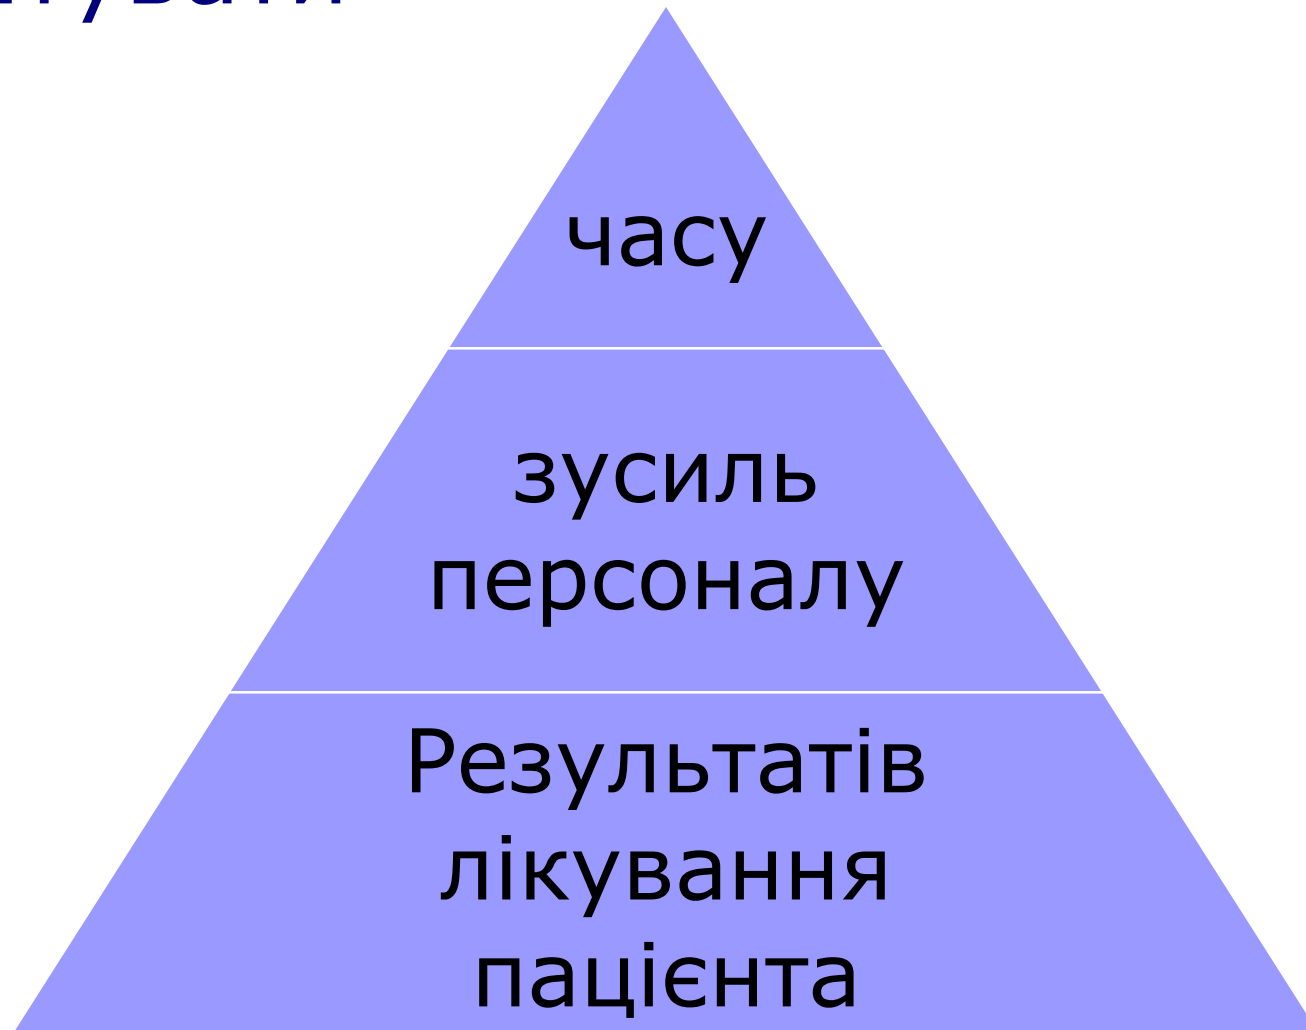 часу
зусиль
персоналу
Результатів
лікування
пацієнта